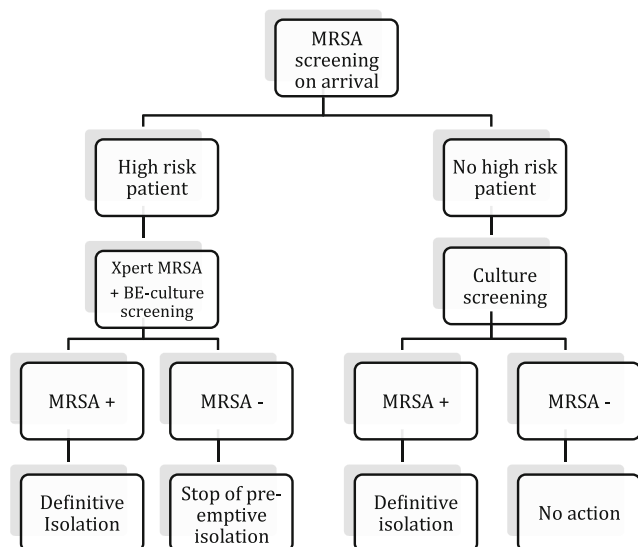 MRSA
screening
on arrival
High risk
patient
No high risk
patient
Xpert MRSA
+ BE-culture
screening
Culture
screening
MRSA +
MRSA -
MRSA +
MRSA -
Definitive
Isolation
Stop of pre-
emptive
isolation
Definitive
isolation
No action